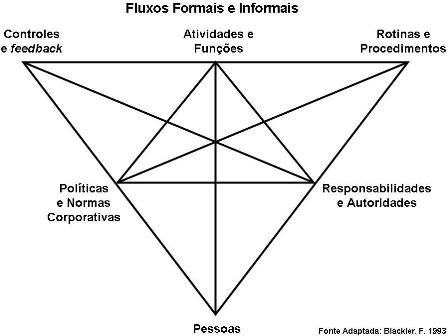 Fluxos Formais e Informais
Controles
e feedback
Atividades e
Funções
Rotinas e
Procedimentos
Políticas
e Normas
Corporativas
Responsabilidades
e Autoridades
Pessoas
Fonte Adaptada: Blackler, F. 1993